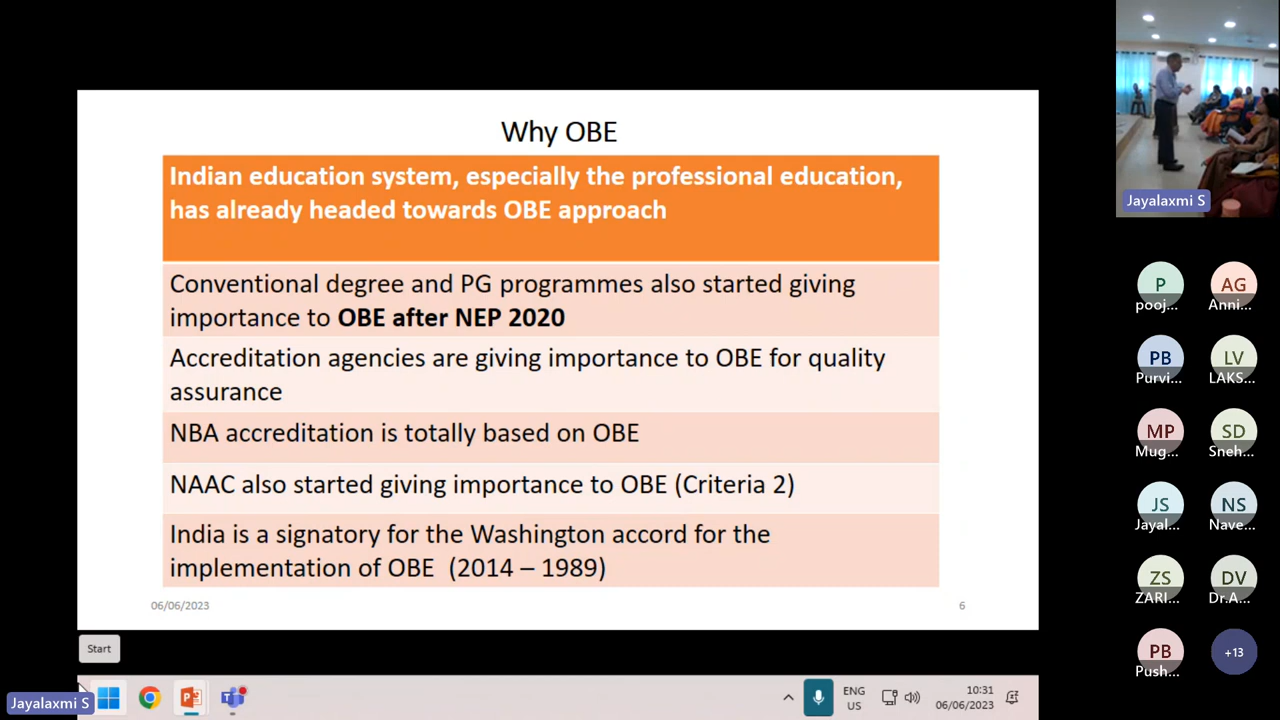 Why OBE
Indian education system, especially the professional education,
has already headed towards OBE approach
Conventional degree and PG programmes also started giving
importance to OBE after NEP 2020
Accreditation agencies are giving importance to OBE for quality
assurance
NBA accreditation is totally based on OBE
NAAC also started giving importance to OBE (Criteria 2)
India is a signatory for the Washington accord for the
implementation of OBE (2014 – 1989)
06/06/2023
6
Jayalaxmi S
P
pooj...
AG
Anni...
PB
Purvi...
LV
LAKS...
MP
Mug...
SD
Sneh...
JS
Jayal...
NS
Nave...
ZS
ZARI...
DV
Dr.A...
PB
Push...
+13
Start
Jayalaxmi S
ENG
US
10:31
06/06/2023